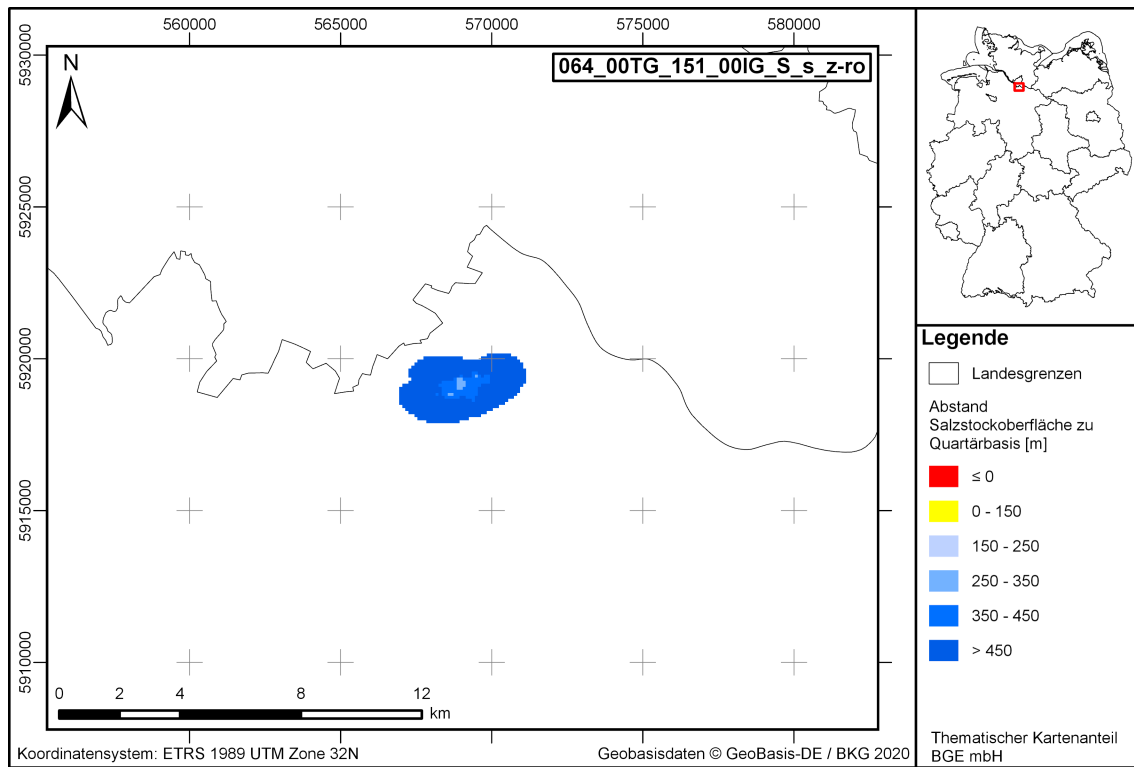 560000 565000 570000 575000 580000
5930000
5925000
5920000
5915000
5910000
N
064_00TG_151_00IG_S_s_z-ro
0 2 4 8 12
km
Koordinatensystem: ETRS 1989 UTM Zone 32N
Geobasisdaten © GeoBasis-DE / BKG 2020
Legende
Landesgrenzen
Abstand
Salzstockoberfläche zu
Quartärbasis [m]
≤ 0
0 - 150
150 - 250
250 - 350
350 - 450
> 450
Thematischer Kartenanteil
BGE mbH